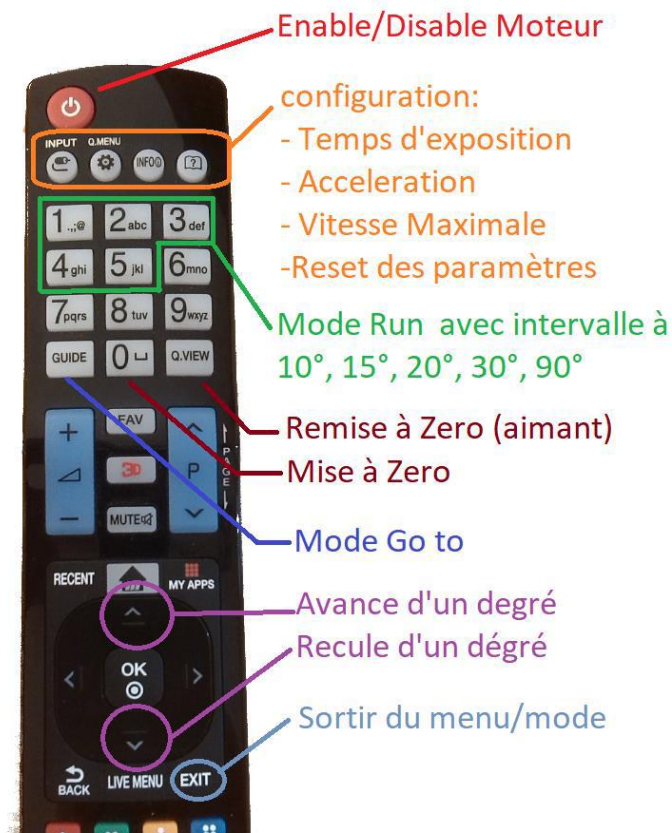 Enable/Disable Moteur
configuration:
- Temps d'exposition
- Acceleration
- Vitesse Maximale
-Reset des paramètres
INPUT Q.MENU
INFO
?
1.,;@ 2abc 3def
4ghi 5jkl 6mno
7pqrs 8tuv 9wxyz
Mode Run avec intervalle à
10°, 15°, 20°, 30°, 90°
GUIDE 0 Q.VIEW
Remise à Zero (aimant)
Mise à Zero
+ FAV
3D P
PAGE
- MUTE
Mode Go to
RECENT MY APPS
Avance d'un degré
Recule d'un dégré
OK
Sortir du menu/mode
BACK LIVE MENU EXIT